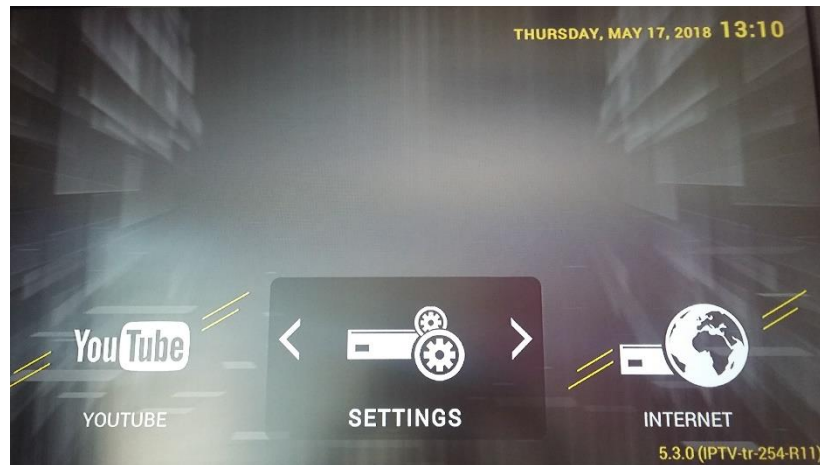 THURSDAY, MAY 17, 2018 13:10
YouTube
YOUTUBE
SETTINGS
INTERNET
5.3.0 (IPTV-tr-254-R11)